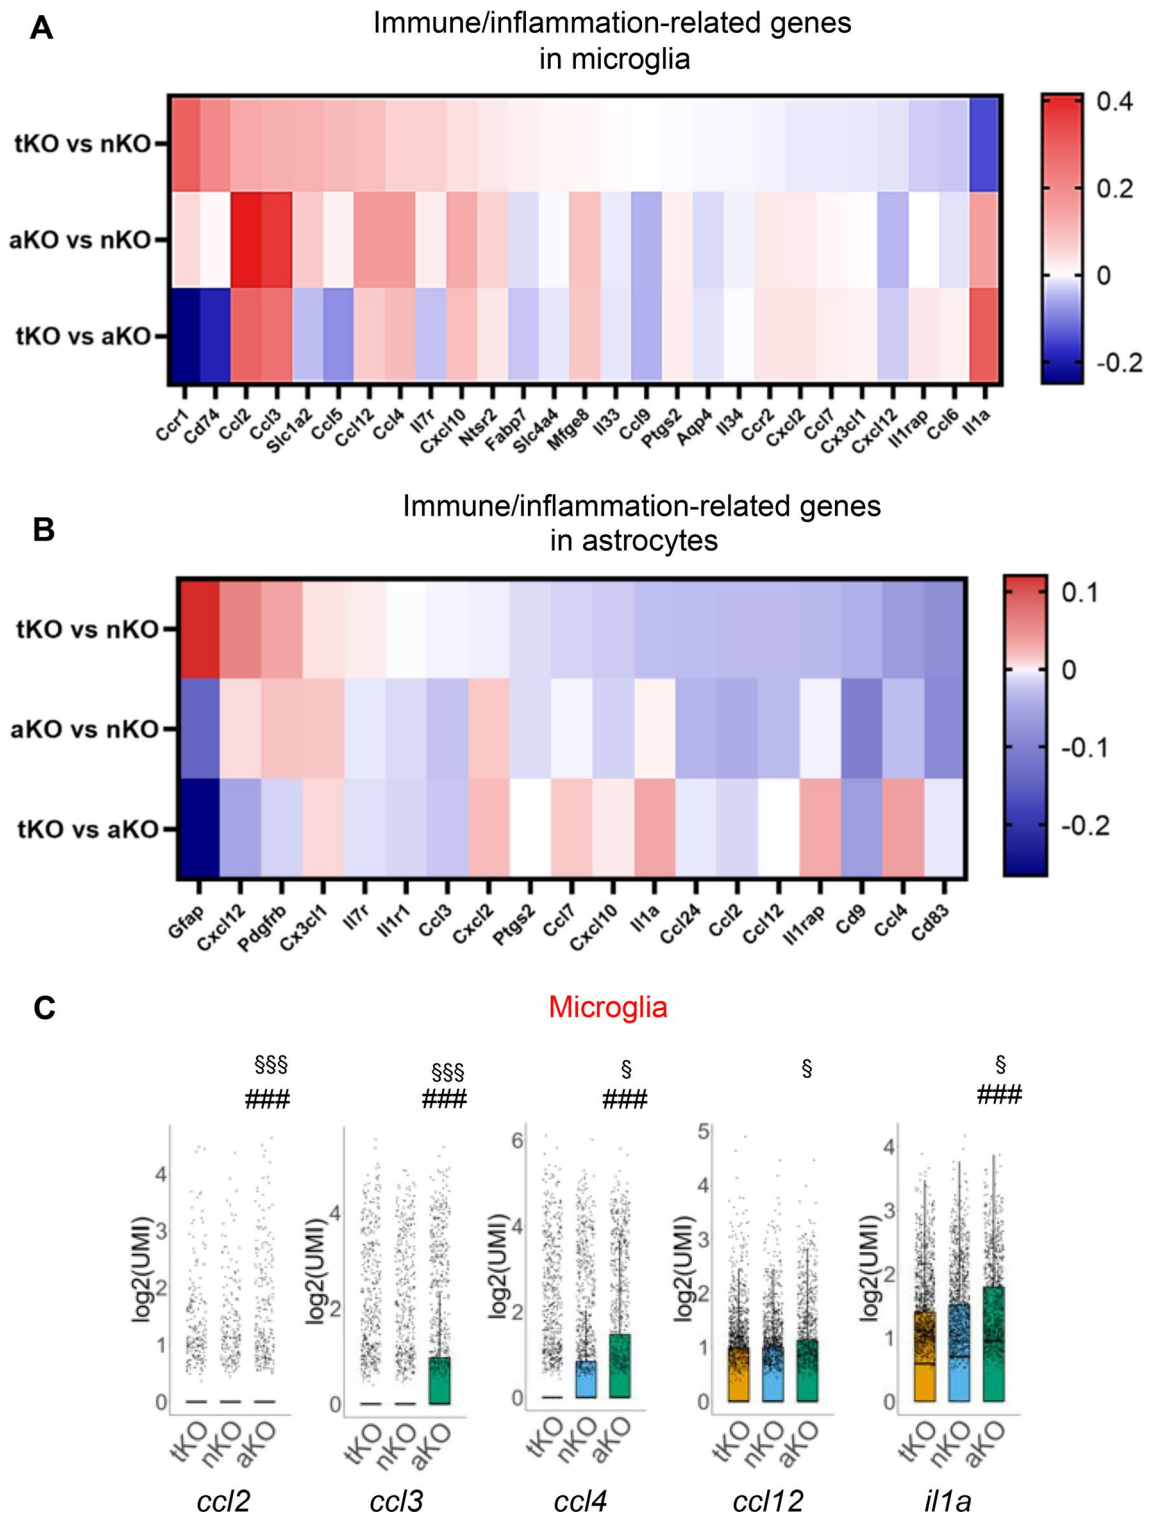 A
Immune/inflammation-related genes
in microglia
tKO vs nKO
aKO vs nKO
tKO vs aKO
0.4
0.2
0
-0.2
Ccr1 Cd74 Ccl2 Ccl3 Slc1a2 Ccl5 Ccl12 Ccl4 Il7r Cxcl10 Ntsr2 Fabp7 Slc4a4 Mfge8 Il33 Ccl9 Ptgs2 Aqp4 Il34 Ccr2 Cxcl2 Ccl7 Cx3cl1 Cxcl12 Il1rap Ccl6 Il1a
B
Immune/inflammation-related genes
in astrocytes
tKO vs nKO
aKO vs nKO
tKO vs aKO
0.1
0
-0.1
-0.2
Gfap Cxcl12 Pdgfrb Cx3cl1 Il7r Il1r1 Ccl3 Cxcl2 Ptgs2 Ccl7 Cxcl10 Il1a Ccl24 Ccl2 Ccl12 Il1rap Cd9 Ccl4 Cd83
C
Microglia
§§§
###
log2(UMI)
4
3
2
1
0
tKO nKO aKO
ccl2
§§§
###
log2(UMI)
4
2
0
tKO nKO aKO
ccl3
§
###
log2(UMI)
6
4
2
0
tKO nKO aKO
ccl4
§
log2(UMI)
5
4
3
2
1
0
tKO nKO aKO
ccl12
§
###
log2(UMI)
4
3
2
1
0
tKO nKO aKO
il1a